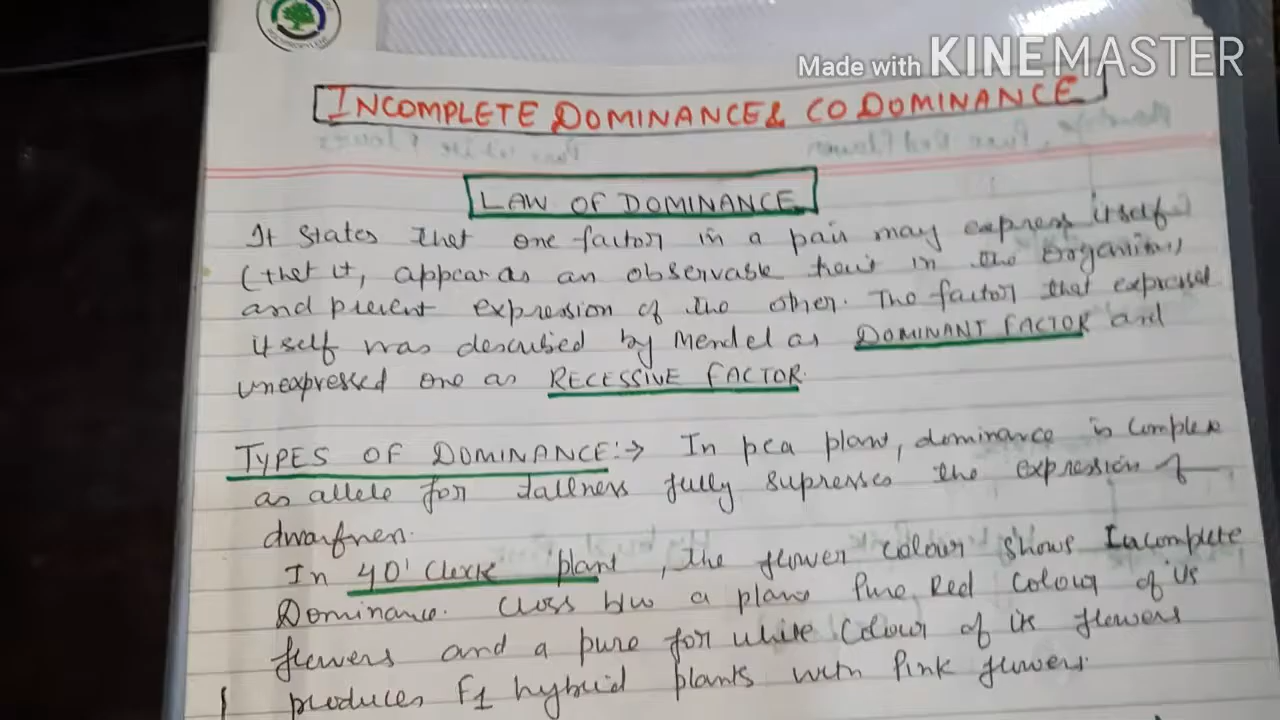 Made with KINEMASTER
INCOMPLETE DOMINANCE & CO DOMINANCE
LAW OF DOMINANCE
It states that one factor in a pair may express itself
(that is, appear as an observable trait in the organism)
and prevent expression of the other. The factor that expressed
itself was described by Mendel as DOMINANT FACTOR and
unexpressed one as RECESSIVE FACTOR.
TYPES OF DOMINANCE :→ In pea plant, dominance is complete
as allele for tallness fully supresses the expression of
dwarfness.
In 4O' Clock plant, the flower colour shows Incomplete
Dominance. Cross b/w a plant Pure Red Colour of its
flowers and a pure for white Colour of its flowers
produces F1 hybrid plants with Pink flowers.